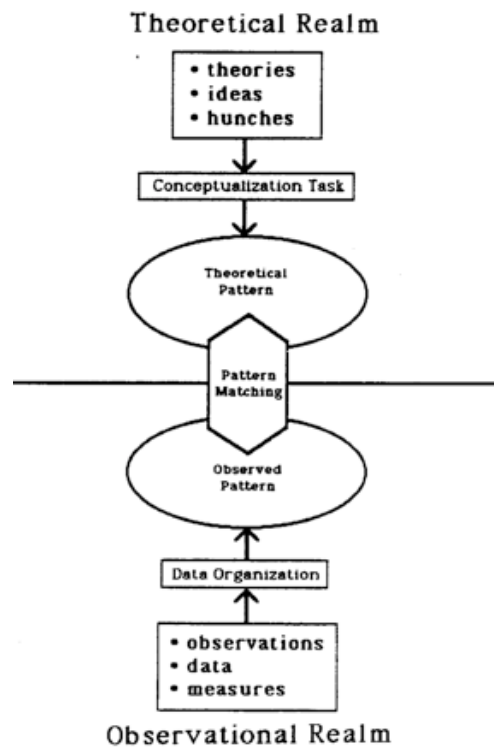 Theoretical Realm
• theories
• ideas
• hunches
Conceptualization Task
Theoretical
Pattern
Pattern
Matching
Observed
Pattern
Data Organization
• observations
• data
• measures
Observational Realm